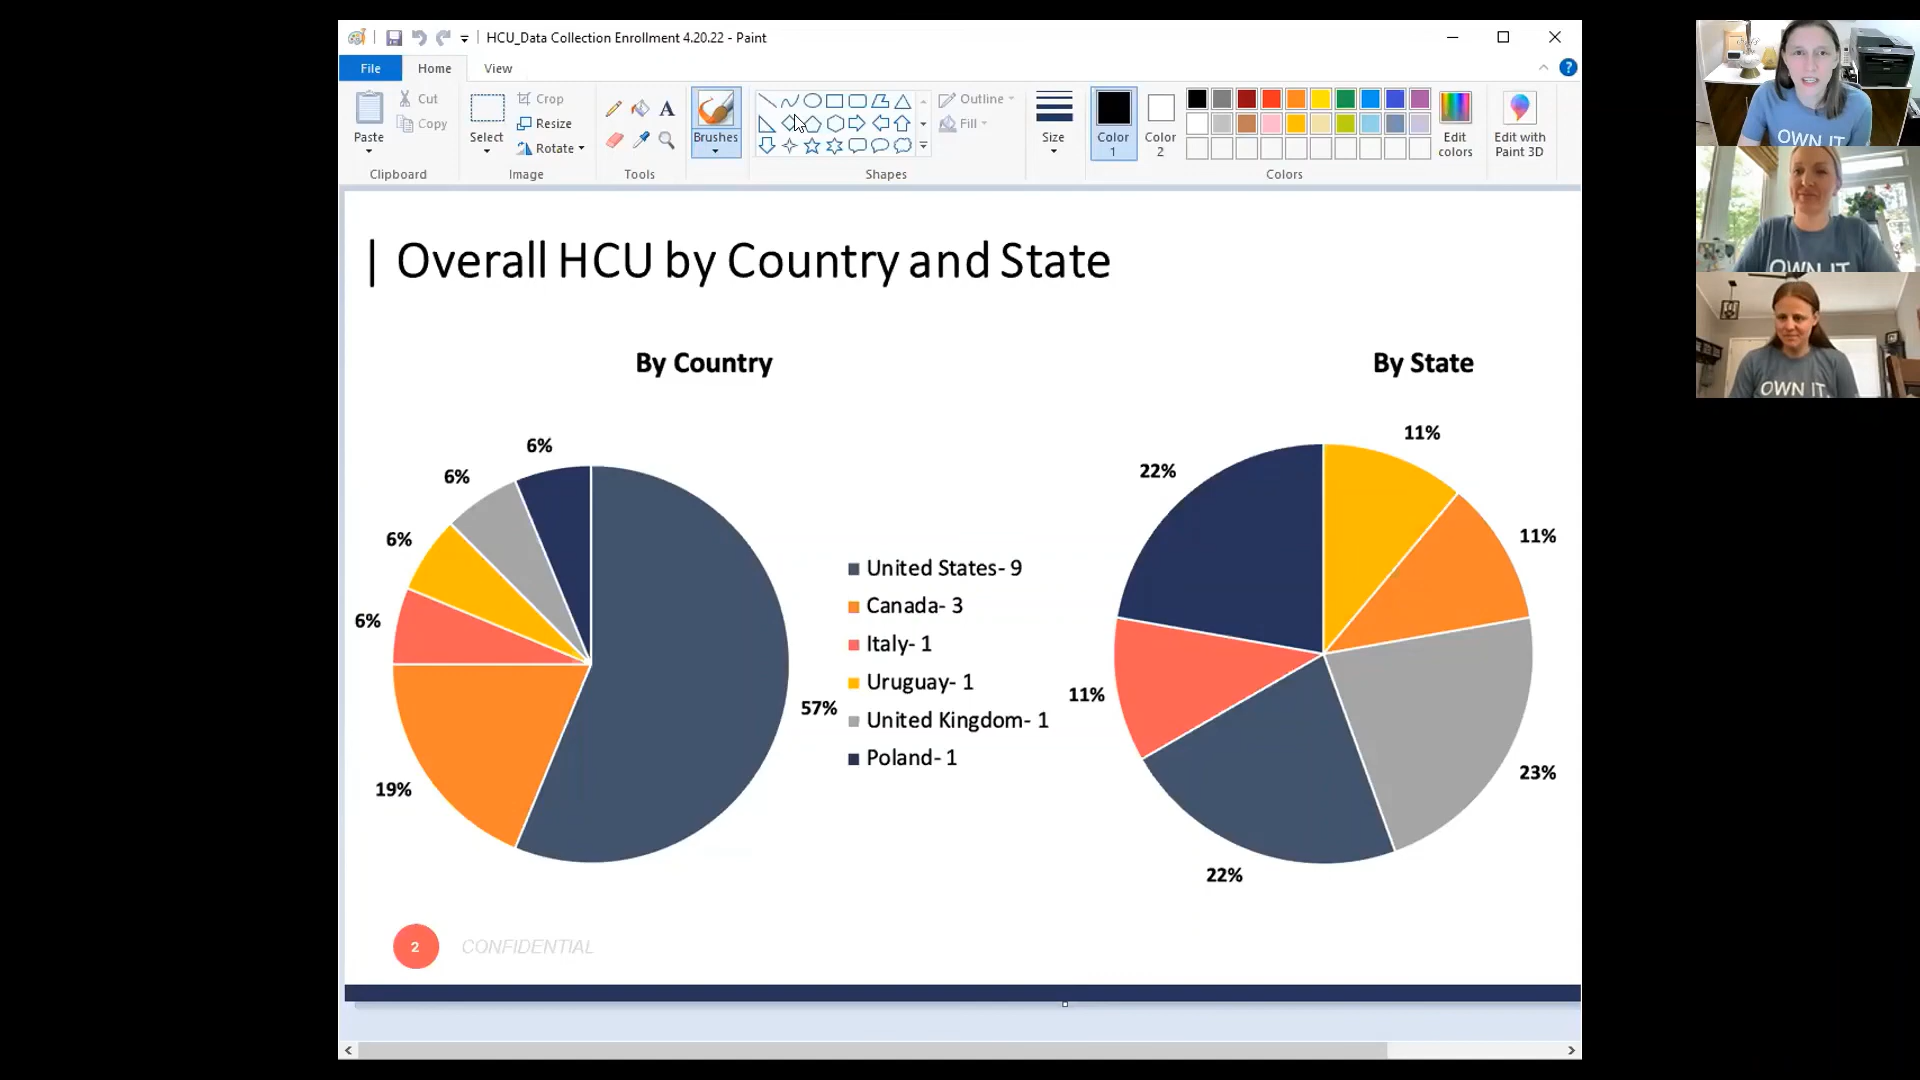 HCU_Data Collection Enrollment 4.20.22 - Paint
File Home View
Paste
Cut
Copy
Clipboard
Select
Crop
Resize
Rotate
Image
A
Tools
Brushes
Shapes
Outline
Fill
Size
Color 1
Color 2
Edit colors
Colors
Edit with Paint 3D
?
| Overall HCU by Country and State
By Country
6%
6%
6%
6%
19%
57%
United States- 9
Canada- 3
Italy- 1
Uruguay- 1
United Kingdom- 1
Poland- 1
By State
11%
11%
23%
22%
11%
22%
2 CONFIDENTIAL
OWN IT
OWN IT
OWN IT